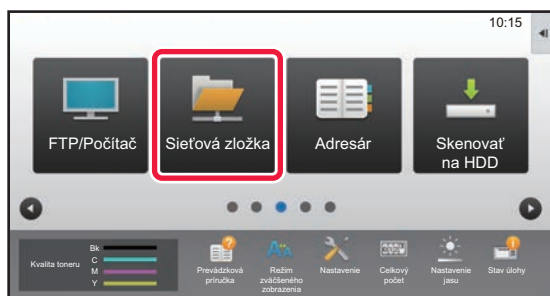 10:15
FTP/Počítač
Sieťová zložka
Adresár
Skenovať
na HDD
Kvalita toneru
Bk
C
M
Y
Prevádzková
príručka
Režim
zväčšeného
zobrazenia
Nastavenie
Celkový
počet
Nastavenie
jasu
Stav úlohy